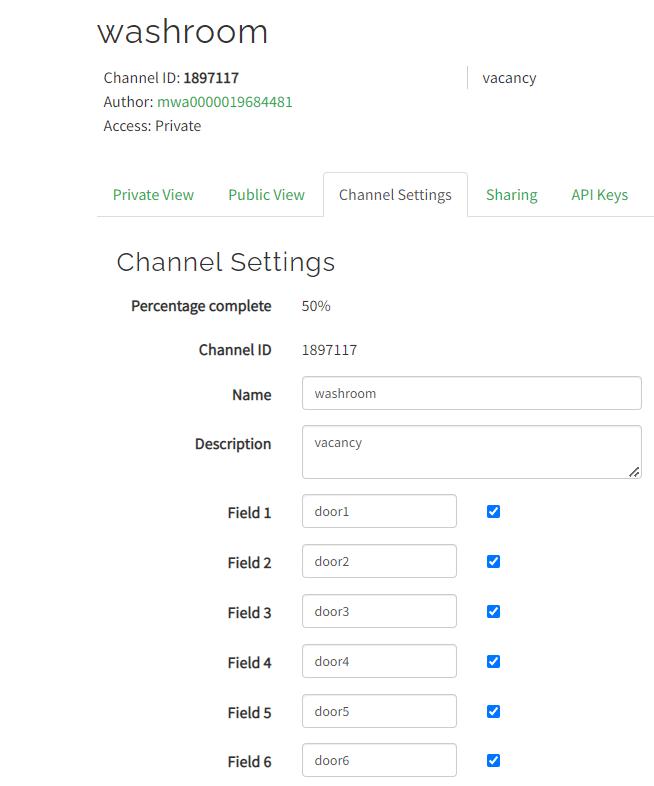 washroom
Channel ID: 1897117
vacancy
Author: mwa0000019684481
Access: Private
Private View Public View Channel Settings Sharing API Keys
Channel Settings
Percentage complete 50%
Channel ID 1897117
Name washroom
Description vacancy
Field 1 door1
Field 2 door2
Field 3 door3
Field 4 door4
Field 5 door5
Field 6 door6